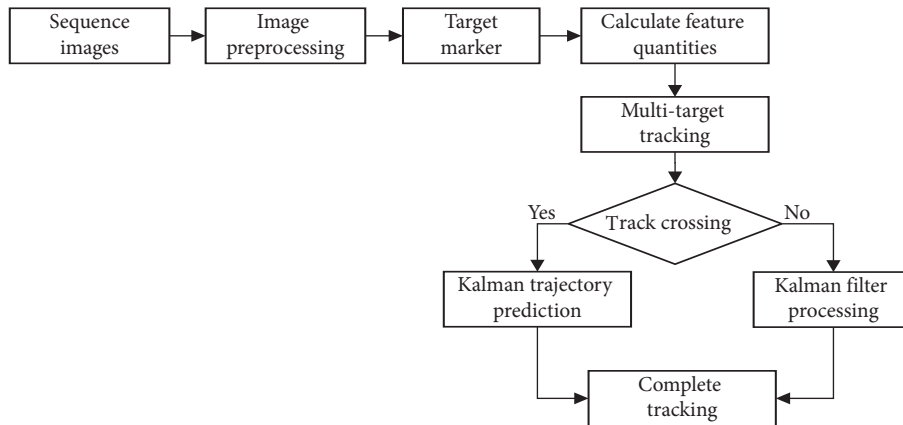 Sequence
images
Image
preprocessing
Target
marker
Calculate feature
quantities
Multi-target
tracking
Track crossing
Yes
No
Kalman trajectory
prediction
Kalman filter
processing
Complete
tracking